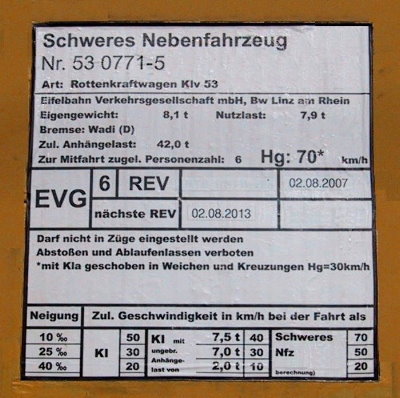 Schweres Nebenfahrzeug
Nr. 53 0771-5
Art: Rottenkraftwagen Klv 53
Eifelbahn Verkehrsgesellschaft mbH, Bw Linz am Rhein
Eigengewicht: 8,1 t Nutzlast: 7,9 t
Bremse: Wadi (D)
Zul. Anhängelast: 42,0 t
Zur Mitfahrt zugel. Personenzahl: 6 Hg: 70* km/h
EVG 6 REV 02.08.2007
nächste REV 02.08.2013
Darf nicht in Züge eingestellt werden
Abstoßen und Ablaufenlassen verboten
*mit Kla geschoben in Weichen und Kreuzungen Hg=30km/h
Neigung Zul. Geschwindigkeit in km/h bei der Fahrt als
10 ‰ 50 Kl mit 7,5 t 40 Schweres 70
25 ‰ Kl 30 ungebr. 7,0 t 30 Nfz 50
40 ‰ 20 Anhänge-last von 2,0 t 10 berechnung) 20